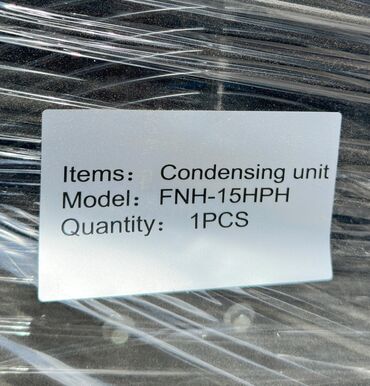 Items： Condensing unit
Model： FNH-15HPH
Quantity： 1PCS